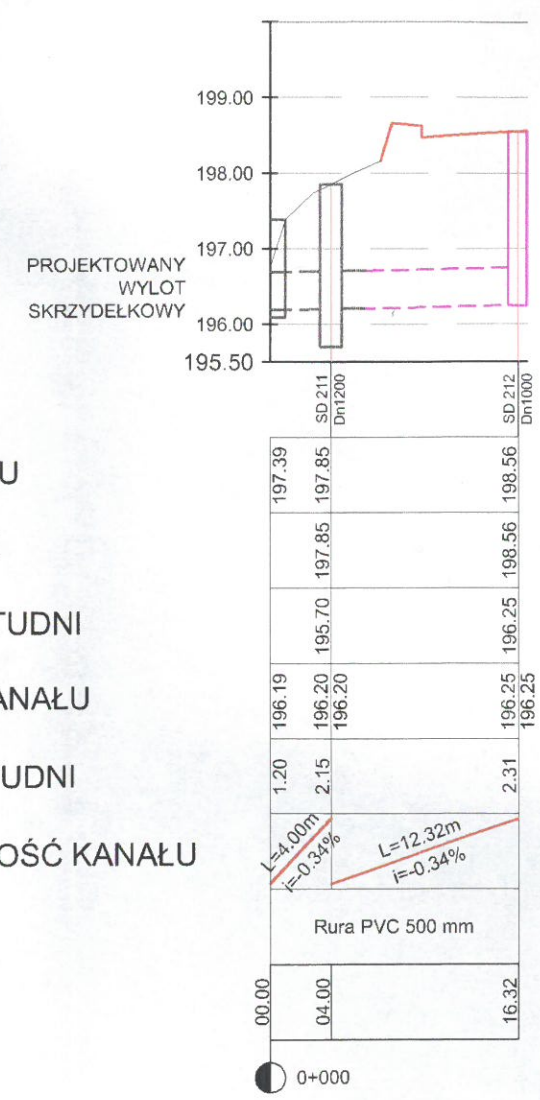 199.00
198.00
197.00
PROJEKTOWANY
WYLOT
SKRZYDEŁKOWY
196.00
195.50
SD 211
Dn1200
SD 212
Dn1000
U
197.39
197.85
198.56
197.85
198.56
TUDNI
195.70
196.25
ANAŁU
196.19
196.20
196.20
196.25
196.25
UDNI
1.20
2.15
2.31
OŚĆ KANAŁU
L=4.00m
i=-0.34%
L=12.32m
i=-0.34%
Rura PVC 500 mm
00.00
04.00
16.32
0+000